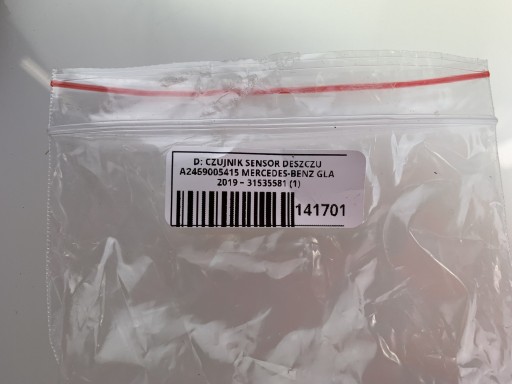 D: CZUJNIK SENSOR DESZCZU
A2469005415 MERCEDES-BENZ GLA
2019 - 31535581 (1)
141701